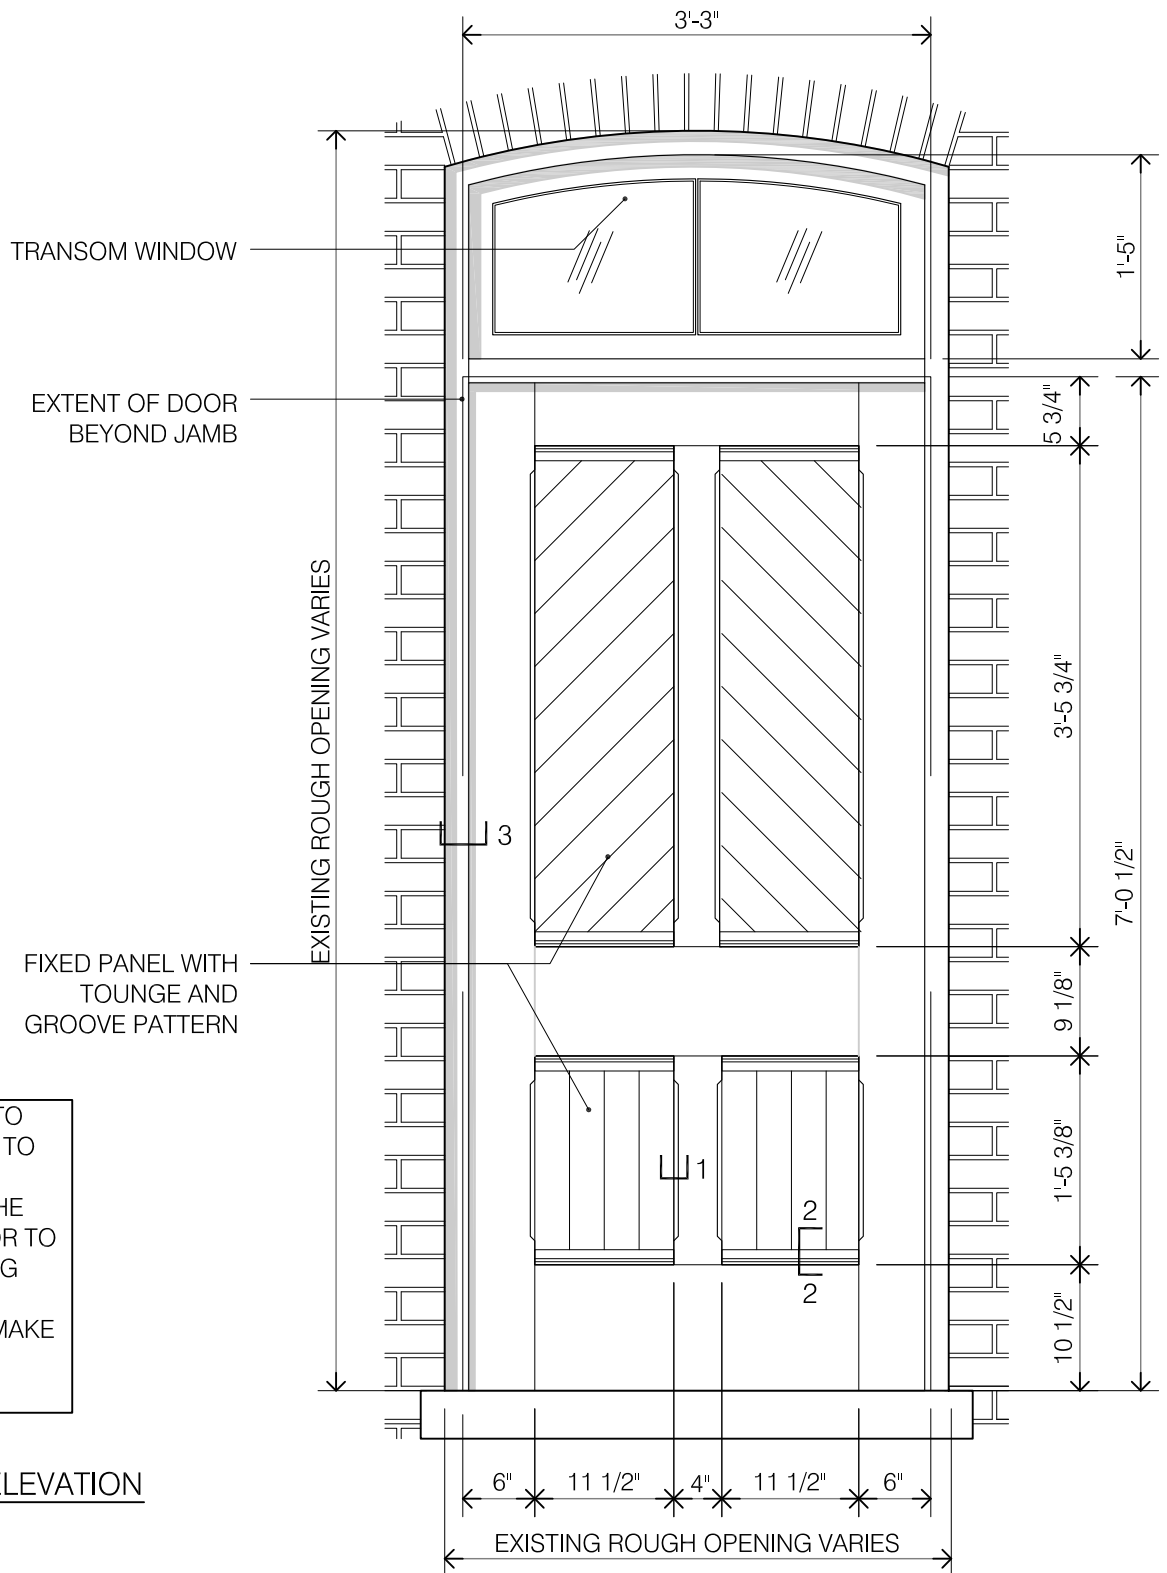 3'-3"
TRANSOM WINDOW
1'-5"
EXTENT OF DOOR
BEYOND JAMB
5 3/4"
EXISTING ROUGH OPENING VARIES
3'-5 3/4"
3
7'-0 1/2"
FIXED PANEL WITH
TOUNGE AND
GROOVE PATTERN
9 1/8"
1
1'-5 3/8"
2
2
10 1/2"
TO
TO
HE
OR TO
G
MAKE
ELEVATION
6"
11 1/2"
4"
11 1/2"
6"
EXISTING ROUGH OPENING VARIES